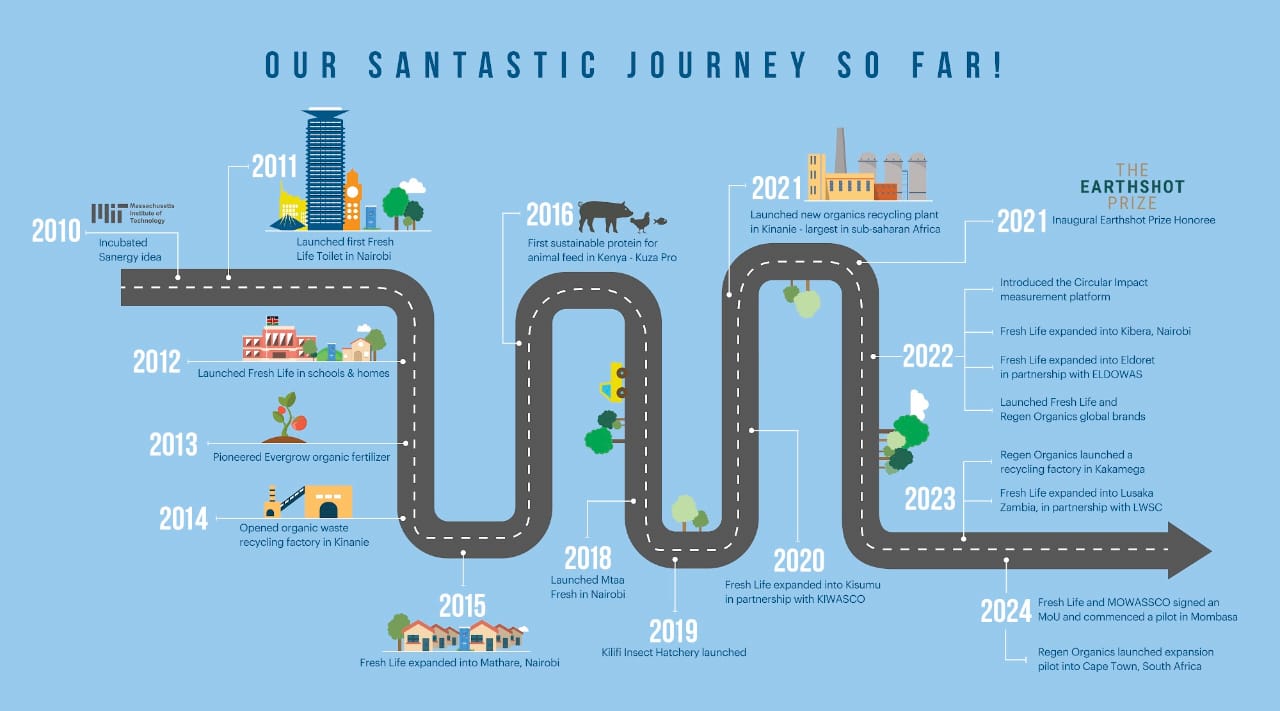 OUR SANTASTIC JOURNEY SO FAR!
2010
MIT
Massachusetts
Institute of
Technology
Incubated
Sanergy idea
2011
Launched first Fresh
Life Toilet in Nairobi
2012
Launched Fresh Life in schools & homes
2013
Pioneered Evergrow organic fertilizer
2014
Opened organic waste
recycling factory in Kinanie
2015
Fresh Life expanded into Mathare, Nairobi
2016
First sustainable protein for
animal feed in Kenya - Kuza Pro
2018
Launched Mtaa
Fresh in Nairobi
2019
Kilifi Insect Hatchery launched
2020
Fresh Life expanded into Kisumu
in partnership with KIWASCO
2021
Launched new organics recycling plant
in Kinanie - largest in sub-saharan Africa
THE
EARTHSHOT
PRIZE
2021
Inaugural Earthshot Prize Honoree
2022
Introduced the Circular Impact
measurement platform
Fresh Life expanded into Kibera, Nairobi
Fresh Life expanded into Eldoret
in partnership with ELDOWAS
Launched Fresh Life and
Regen Organics global brands
2023
Regen Organics launched a
recycling factory in Kakamega
Fresh Life expanded into Lusaka
Zambia, in partnership with LWSC
2024
Fresh Life and MOWASSCO signed an
MoU and commenced a pilot in Mombasa
Regen Organics launched expansion
pilot into Cape Town, South Africa